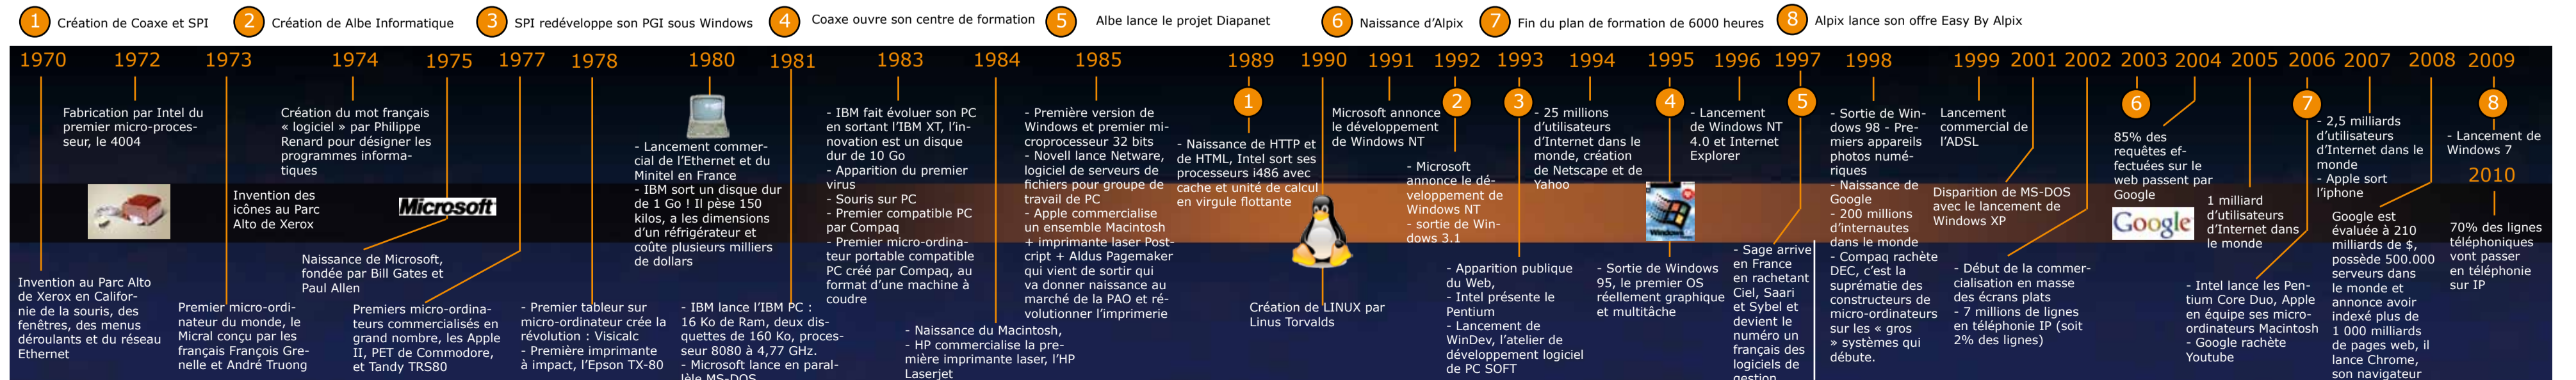 1 Création de Coaxe et SPI
2 Création de Albe Informatique
3 SPI redéveloppe son PGI sous Windows
4 Coaxe ouvre son centre de formation
5 Albe lance le projet Diapanet
6 Naissance d'Alpix
7 Fin du plan de formation de 6000 heures
8 Alpix lance son offre Easy By Alpix
1970
Invention au Parc Alto
de Xerox en Califor-
nie de la souris, des
fenêtres, des menus
déroulants et du réseau
Ethernet
1972
Fabrication par Intel du
premier micro-proces-
seur, le 4004
1973
Invention des
icônes au Parc
Alto de Xerox
Premier micro-ordi-
nateur du monde, le
Micral conçu par les
français François Gre-
nelle et André Truong
1974
Création du mot français
« logiciel » par Philippe
Renard pour désigner les
programmes informa-
tiques
1975
Microsoft
Naissance de Microsoft,
fondée par Bill Gates et
Paul Allen
1977
Premiers micro-ordina-
teurs commercialisés en
grand nombre, les Apple
II, PET de Commodore,
et Tandy TRS80
1978
- Premier tableur sur
micro-ordinateur crée la
révolution : Visicalc
- Première imprimante
à impact, l'Epson TX-80
1980
- Lancement commer-
cial de l'Ethernet et du
Minitel en France
- IBM sort un disque dur
de 1 Go ! Il pèse 150
kilos, a les dimensions
d'un réfrigérateur et
coûte plusieurs milliers
de dollars
1981
- IBM lance l'IBM PC :
16 Ko de Ram, deux dis-
quettes de 160 Ko, proces-
seur 8080 à 4,77 GHz.
- Microsoft lance en paral-
lèle MS-DOS
1983
- IBM fait évoluer son PC
en sortant l'IBM XT, l'in-
novation est un disque
dur de 10 Go
- Apparition du premier
virus
- Souris sur PC
- Premier compatible PC
par Compaq
- Premier micro-ordina-
teur portable compatible
PC créé par Compaq, au
format d'une machine à
coudre
1984
- Naissance du Macintosh,
- HP commercialise la pre-
mière imprimante laser, l'HP
Laserjet
1985
- Première version de
Windows et premier mi-
croprocesseur 32 bits
- Novell lance Netware,
logiciel de serveurs de
fichiers pour groupe de
travail de PC
- Apple commercialise
un ensemble Macintosh
+ imprimante laser Post-
cript + Aldus Pagemaker
qui vient de sortir qui
va donner naissance au
marché de la PAO et ré-
volutionner l'imprimerie
1989
1
- Naissance de HTTP et
de HTML, Intel sort ses
processeurs i486 avec
cache et unité de calcul
en virgule flottante
1990
Création de LINUX par
Linus Torvalds
1991
Microsoft annonce
le développement
de Windows NT
1992
2
- Microsoft
annonce le dé-
veloppement de
Windows NT
- sortie de Win-
dows 3.1
1993
3
- Apparition publique
du Web,
- Intel présente le
Pentium
- Lancement de
WinDev, l'atelier de
développement logiciel
de PC SOFT
1994
- 25 millions
d'utilisateurs
d'Internet dans le
monde, création
de Netscape et de
Yahoo
1995
4
- Sortie de Windows
95, le premier OS
réellement graphique
et multitâche
1996
- Lancement
de Windows NT
4.0 et Internet
Explorer
1997
5
- Sage arrive
en France
en rachetant
Ciel, Saari
et Sybel et
devient le
numéro un
français des
logiciels de
gestion
1998
- Sortie de Win-
dows 98 - Pre-
miers appareils
photos numé-
riques
- Naissance de
Google
- 200 millions
d'internautes
dans le monde
- Compaq rachète
DEC, c'est la
suprématie des
constructeurs de
micro-ordinateurs
sur les « gros
» systèmes qui
débute.
1999
Lancement
commercial de
l'ADSL
2001
Disparition de MS-DOS
avec le lancement de
Windows XP
2002
- Début de la commer-
cialisation en masse
des écrans plats
- 7 millions de lignes
en téléphonie IP (soit
2% des lignes)
2003
6
2004
85% des
requêtes ef-
fectuées sur le
web passent par
Google
Google
2005
1 milliard
d'utilisateurs
d'Internet dans
le monde
2006
7
- Intel lance les Pen-
tium Core Duo, Apple
en équipe ses micro-
ordinateurs Macintosh
- Google rachète
Youtube
2007
- 2,5 milliards
d'utilisateurs
d'Internet dans le
monde
- Apple sort
l'iphone
2008
Google est
évaluée à 210
milliards de $,
possède 500.000
serveurs dans
le monde et
annonce avoir
indexé plus de
1 000 milliards
de pages web, il
lance Chrome,
son navigateur
2009
8
- Lancement de
Windows 7
2010
70% des lignes
téléphoniques
vont passer
en téléphonie
sur IP